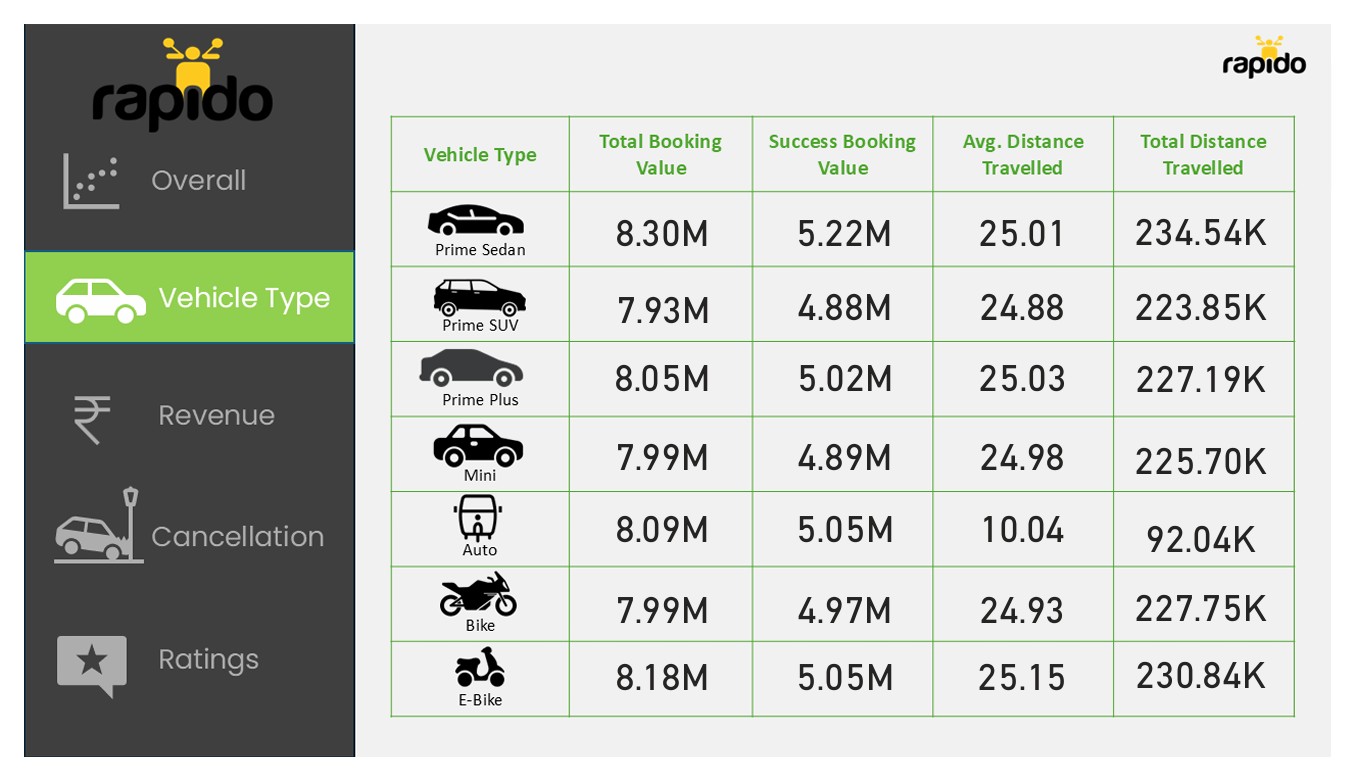 rapido
Overall
Vehicle Type
Revenue
Cancellation
Ratings
rapido
Vehicle Type
Total Booking
Value
Success Booking
Value
Avg. Distance
Travelled
Total Distance
Travelled
Prime Sedan
8.30M
5.22M
25.01
234.54K
Prime SUV
7.93M
4.88M
24.88
223.85K
Prime Plus
8.05M
5.02M
25.03
227.19K
Mini
7.99M
4.89M
24.98
225.70K
Auto
8.09M
5.05M
10.04
92.04K
Bike
7.99M
4.97M
24.93
227.75K
E-Bike
8.18M
5.05M
25.15
230.84K